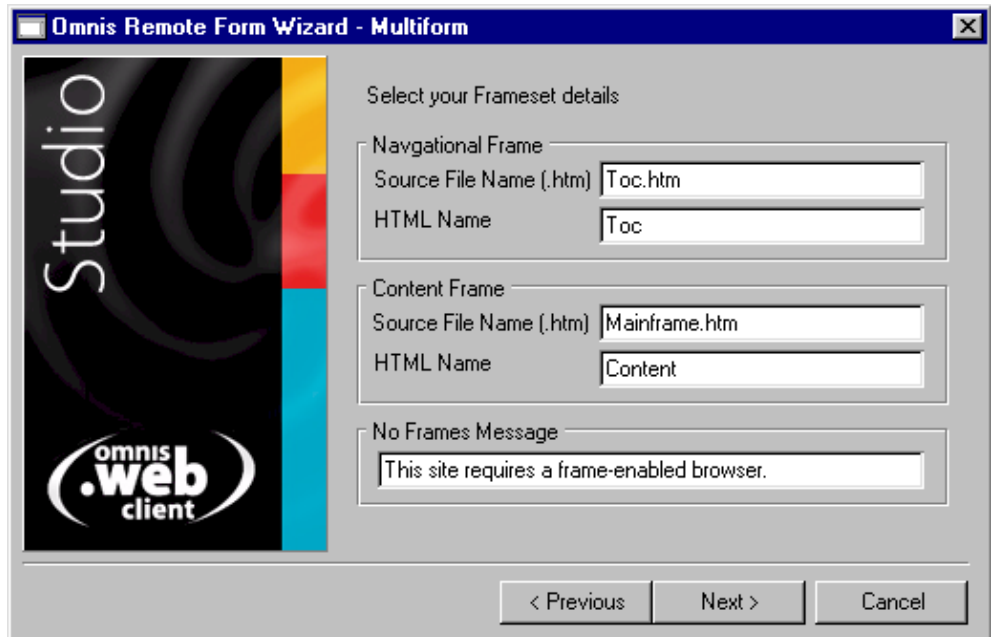 Omnis Remote Form Wizard - Multiform
Studio
omnis
.web
client
Select your Frameset details
Navgational Frame
Source File Name (.htm) Toc.htm
HTML Name Toc
Content Frame
Source File Name (.htm) Mainframe.htm
HTML Name Content
No Frames Message
This site requires a frame-enabled browser.
< Previous Next > Cancel